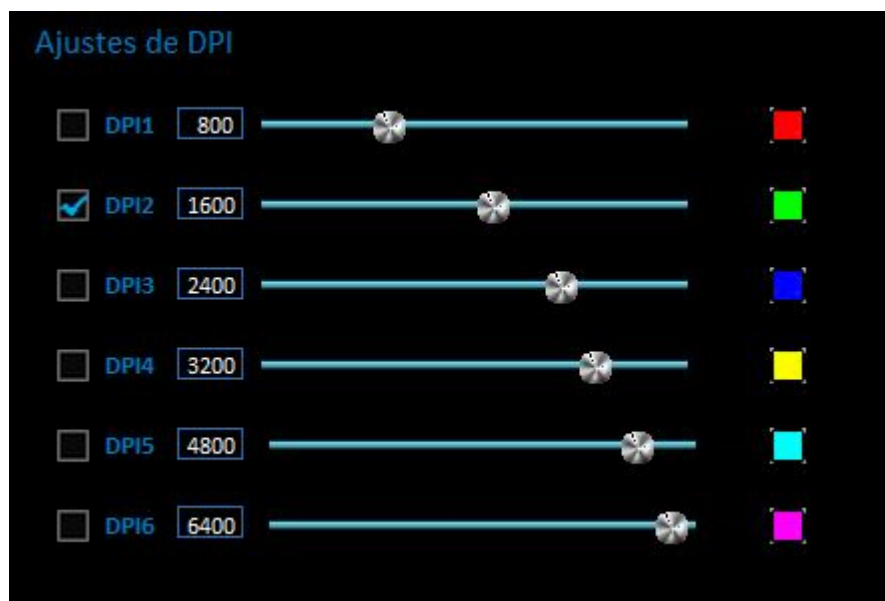 Ajustes de DPI
DPI1 800
DPI2 1600
DPI3 2400
DPI4 3200
DPI5 4800
DPI6 6400